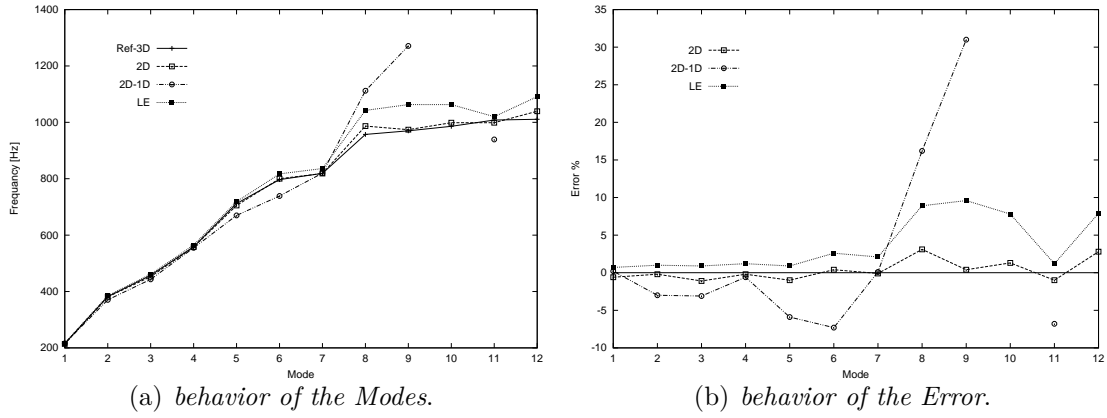 1400
1200
1000
800
600
400
200
Frequancy [Hz]
Ref-3D
2D
2D-1D
LE
1 2 3 4 5 6 7 8 9 10 11 12
Mode
(a) behavior of the Modes.
35
30
25
20
15
10
5
0
-5
-10
Error %
2D
2D-1D
LE
1 2 3 4 5 6 7 8 9 10 11 12
Mode
(b) behavior of the Error.